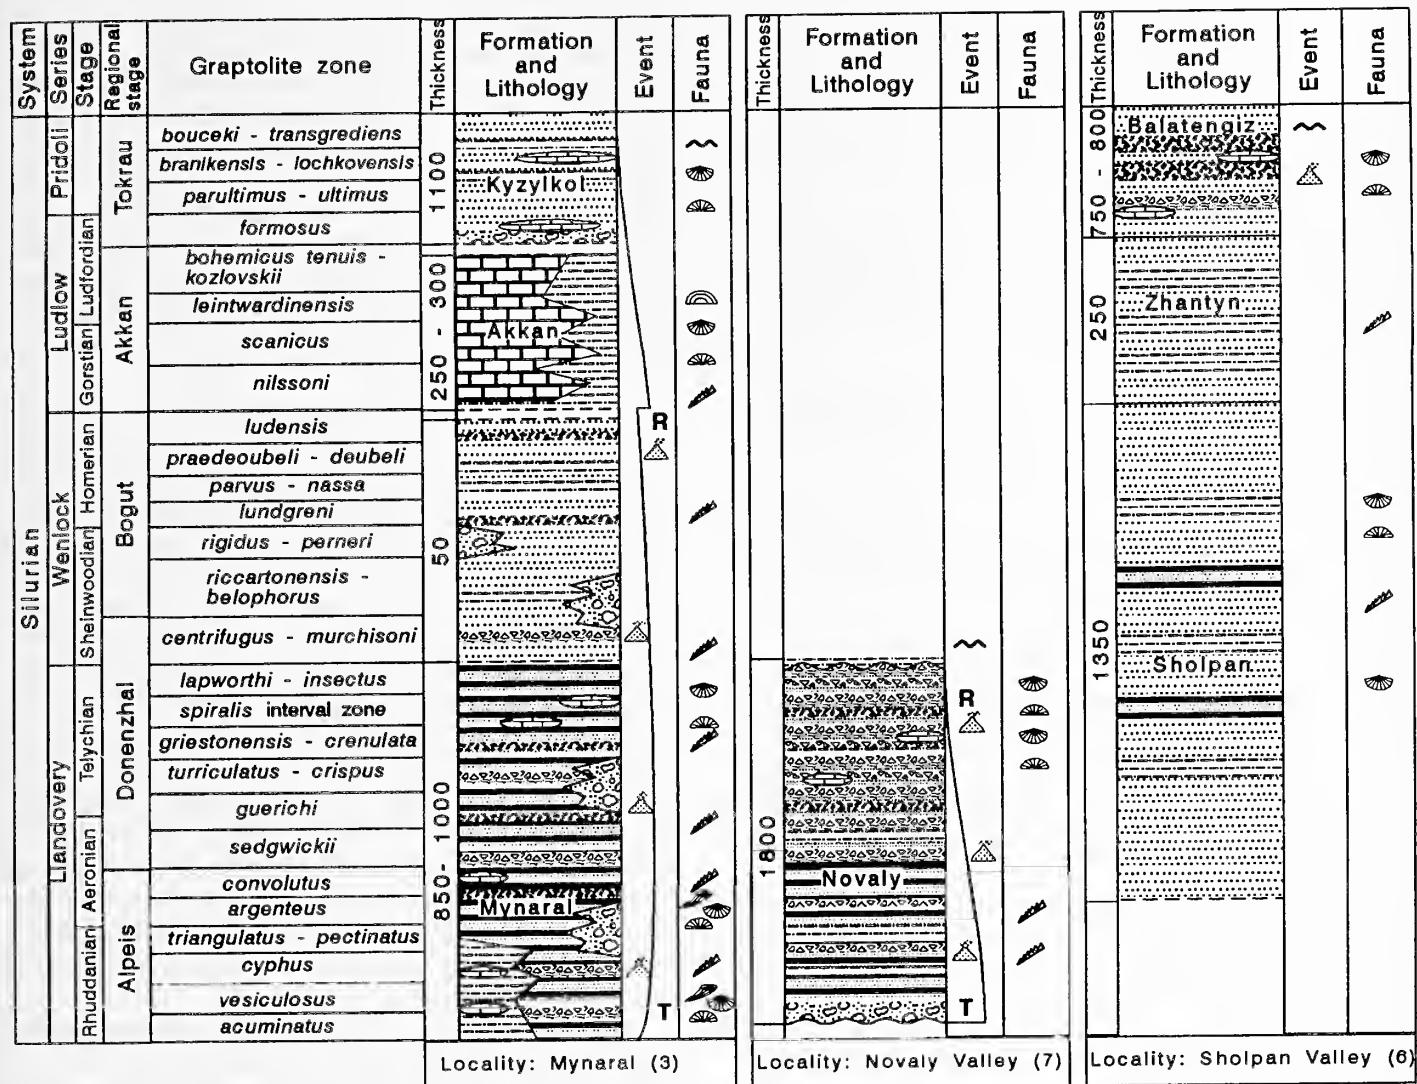 System
Series
Stage
Regional
stage
Graptolite zone
Thickness
Formation
and
Lithology
Event
Fauna
Thickness
Formation
and
Lithology
Event
Fauna
Thickness
Formation
and
Lithology
Event
Fauna
Silurian
Pridoli
Ludlow
Wenlock
Llandovery
Ludfordian
Gorstian
Homerian
Sheinwoodian
Telychian
Aeronian
Rhuddanian
Tokrau
Akkan
Bogut
Donenzhal
Alpeis
bouceki - transgrediens
branikensis - lochkovensis
parultimus - ultimus
formosus
bohemicus tenuis -
kozlovskii
leintwardinensis
scanicus
nilssoni
ludensis
praedeoubeli - deubeli
parvus - nassa
lundgreni
rigidus - perneri
riccartonensis -
belophorus
centrifugus - murchisoni
lapworthi - insectus
spiralis interval zone
griestonensis - crenulata
turriculatus - crispus
guerichi
sedgwickii
convolutus
argenteus
triangulatus - pectinatus
cyphus
vesiculosus
acuminatus
1100
250 - 300
50
850- 1000
Kyzylkol
Akkan
Mynaral
R
T
Locality: Mynaral (3)
1800
Novaly
R
T
Locality: Novaly Valley (7)
750 - 800
250
1350
Balatengiz
Zhantyn
Sholpan
Locality: Sholpan Valley (6)